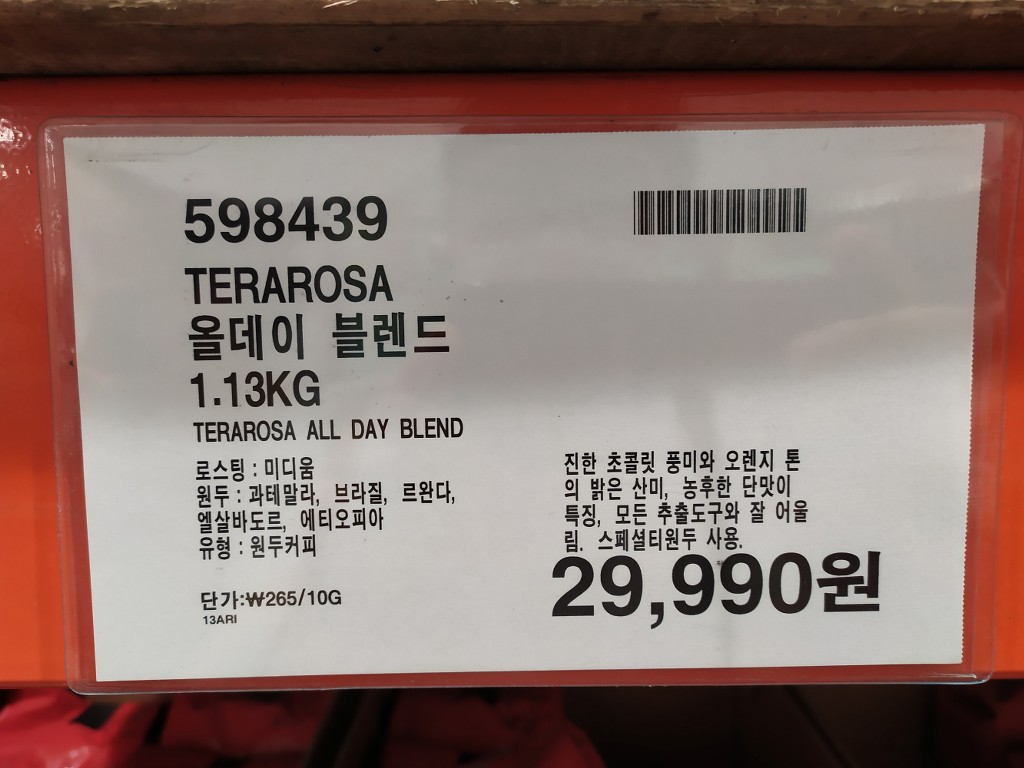 598439
TERAROSA
올데이 블렌드
1.13KG
TERAROSA ALL DAY BLEND
로스팅 : 미디움
원두 : 과테말라, 브라질, 르완다,
엘살바도르, 에티오피아
유형 : 원두커피
단가:₩265/10G
13ARI
진한 초콜릿 풍미와 오렌지 톤
의 밝은 산미, 농후한 단맛이
특징, 모든 추출도구와 잘 어울
림. 스페셜티원두 사용.
29,990원